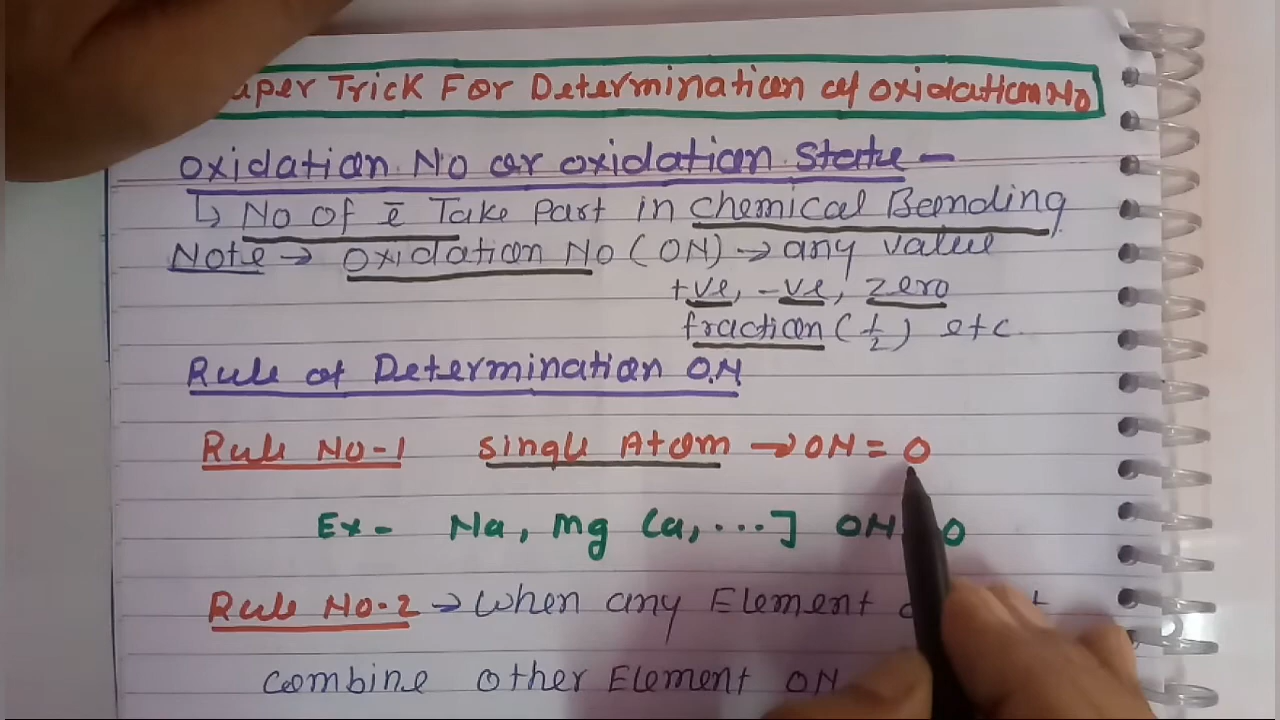 Trick For Determination of oxidation No
oxidation No or oxidation State -
↳ No of ē Take Part in chemical Bonding
Note → oxidation No (ON) → any value
+ve, -ve, zero
fraction (1/2) etc.
Rule of Determination O.N
Rule No-1 single Atom → ON = 0
Ex- Na, Mg Ca, ...] ON 0
Rule No-2 → When any Element
combine other Element ON